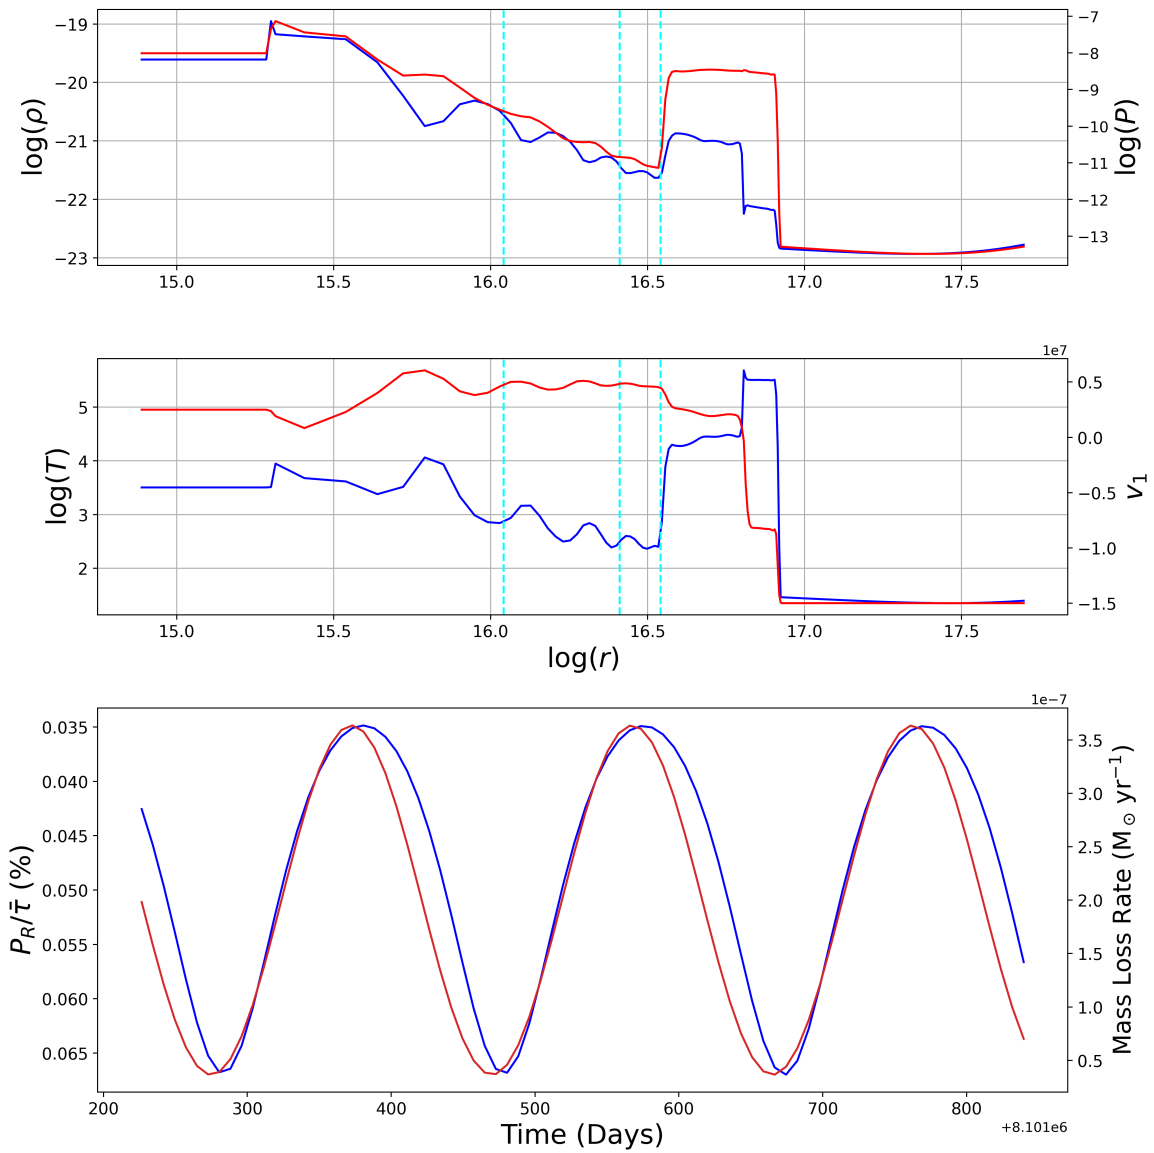 −19
−20
−21
−22
−23
log(ρ)
−7
−8
−9
−10
−11
−12
−13
log(P)
15.0 15.5 16.0 16.5 17.0 17.5
1e7
5
4
3
2
log(T)
0.5
0.0
−0.5
−1.0
−1.5
v₁
15.0 15.5 16.0 16.5 17.0 17.5
log(r)
1e−7
0.035
0.040
0.045
0.050
0.055
0.060
0.065
P_R/τ̄ (%)
3.5
3.0
2.5
2.0
1.5
1.0
0.5
Mass Loss Rate (M⊙ yr⁻¹)
200 300 400 500 600 700 800
+8.101e6
Time (Days)